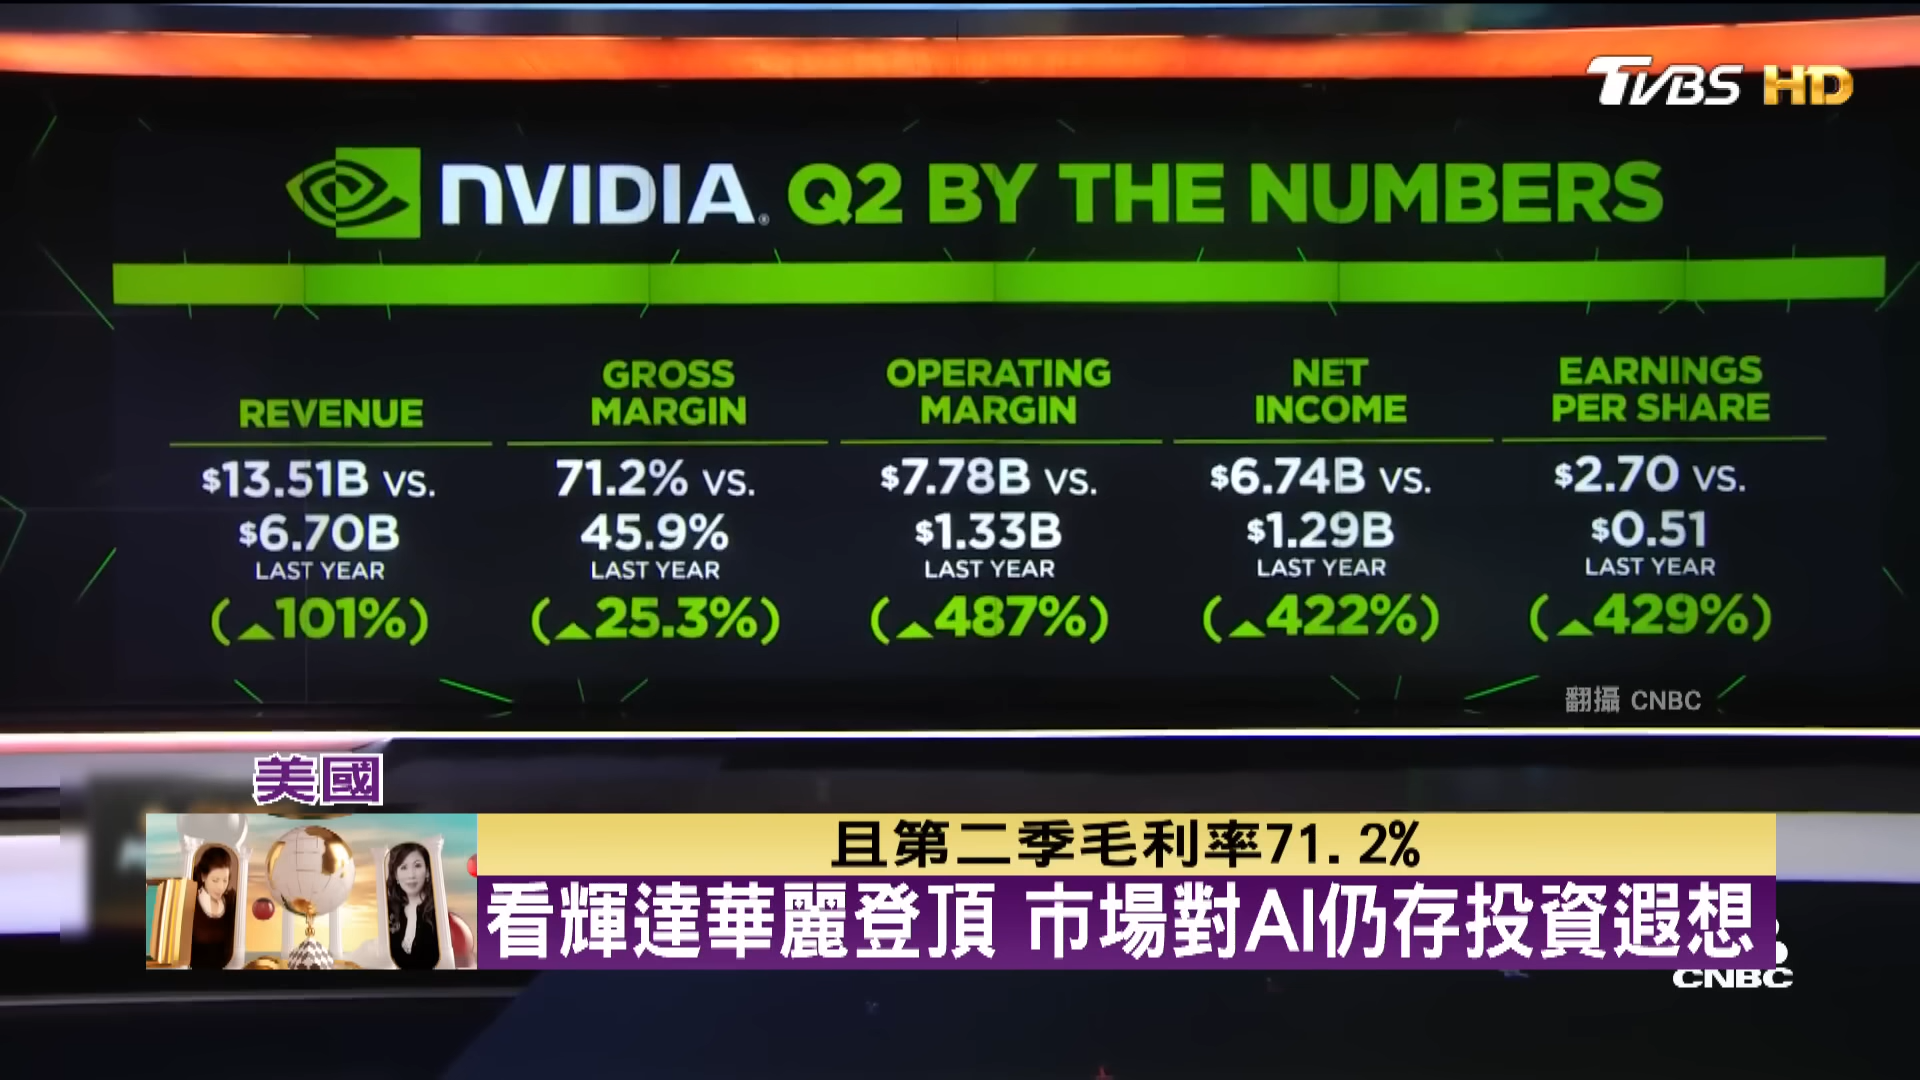 TVBS HD
NVIDIA. Q2 BY THE NUMBERS
REVENUE
$13.51B VS.
$6.70B
LAST YEAR
(▲101%)
GROSS
MARGIN
71.2% VS.
45.9%
LAST YEAR
(▲25.3%)
OPERATING
MARGIN
$7.78B VS.
$1.33B
LAST YEAR
(▲487%)
NET
INCOME
$6.74B VS.
$1.29B
LAST YEAR
(▲422%)
EARNINGS
PER SHARE
$2.70 VS.
$0.51
LAST YEAR
(▲429%)
翻攝 CNBC
美國
且第二季毛利率71.2%
看輝達華麗登頂 市場對AI仍存投資遐想
CNBC